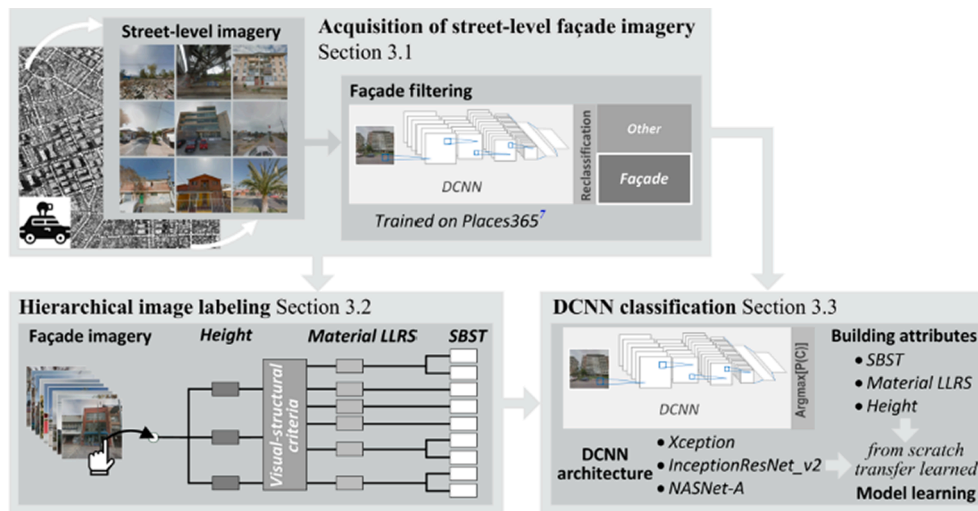 Acquisition of street-level façade imagery
Section 3.1
Street-level imagery
Façade filtering
DCNN
Trained on Places365⁷
Reclassification
Other
Façade
Hierarchical image labeling Section 3.2
Façade imagery
Height
Material LLRS
SBST
Visual-structural
criteria
DCNN classification Section 3.3
DCNN
Argmax[P(C)]
Building attributes
• SBST
• Material LLRS
• Height
DCNN
architecture
• Xception
• InceptionResNet_v2
• NASNet-A
from scratch
transfer learned
Model learning